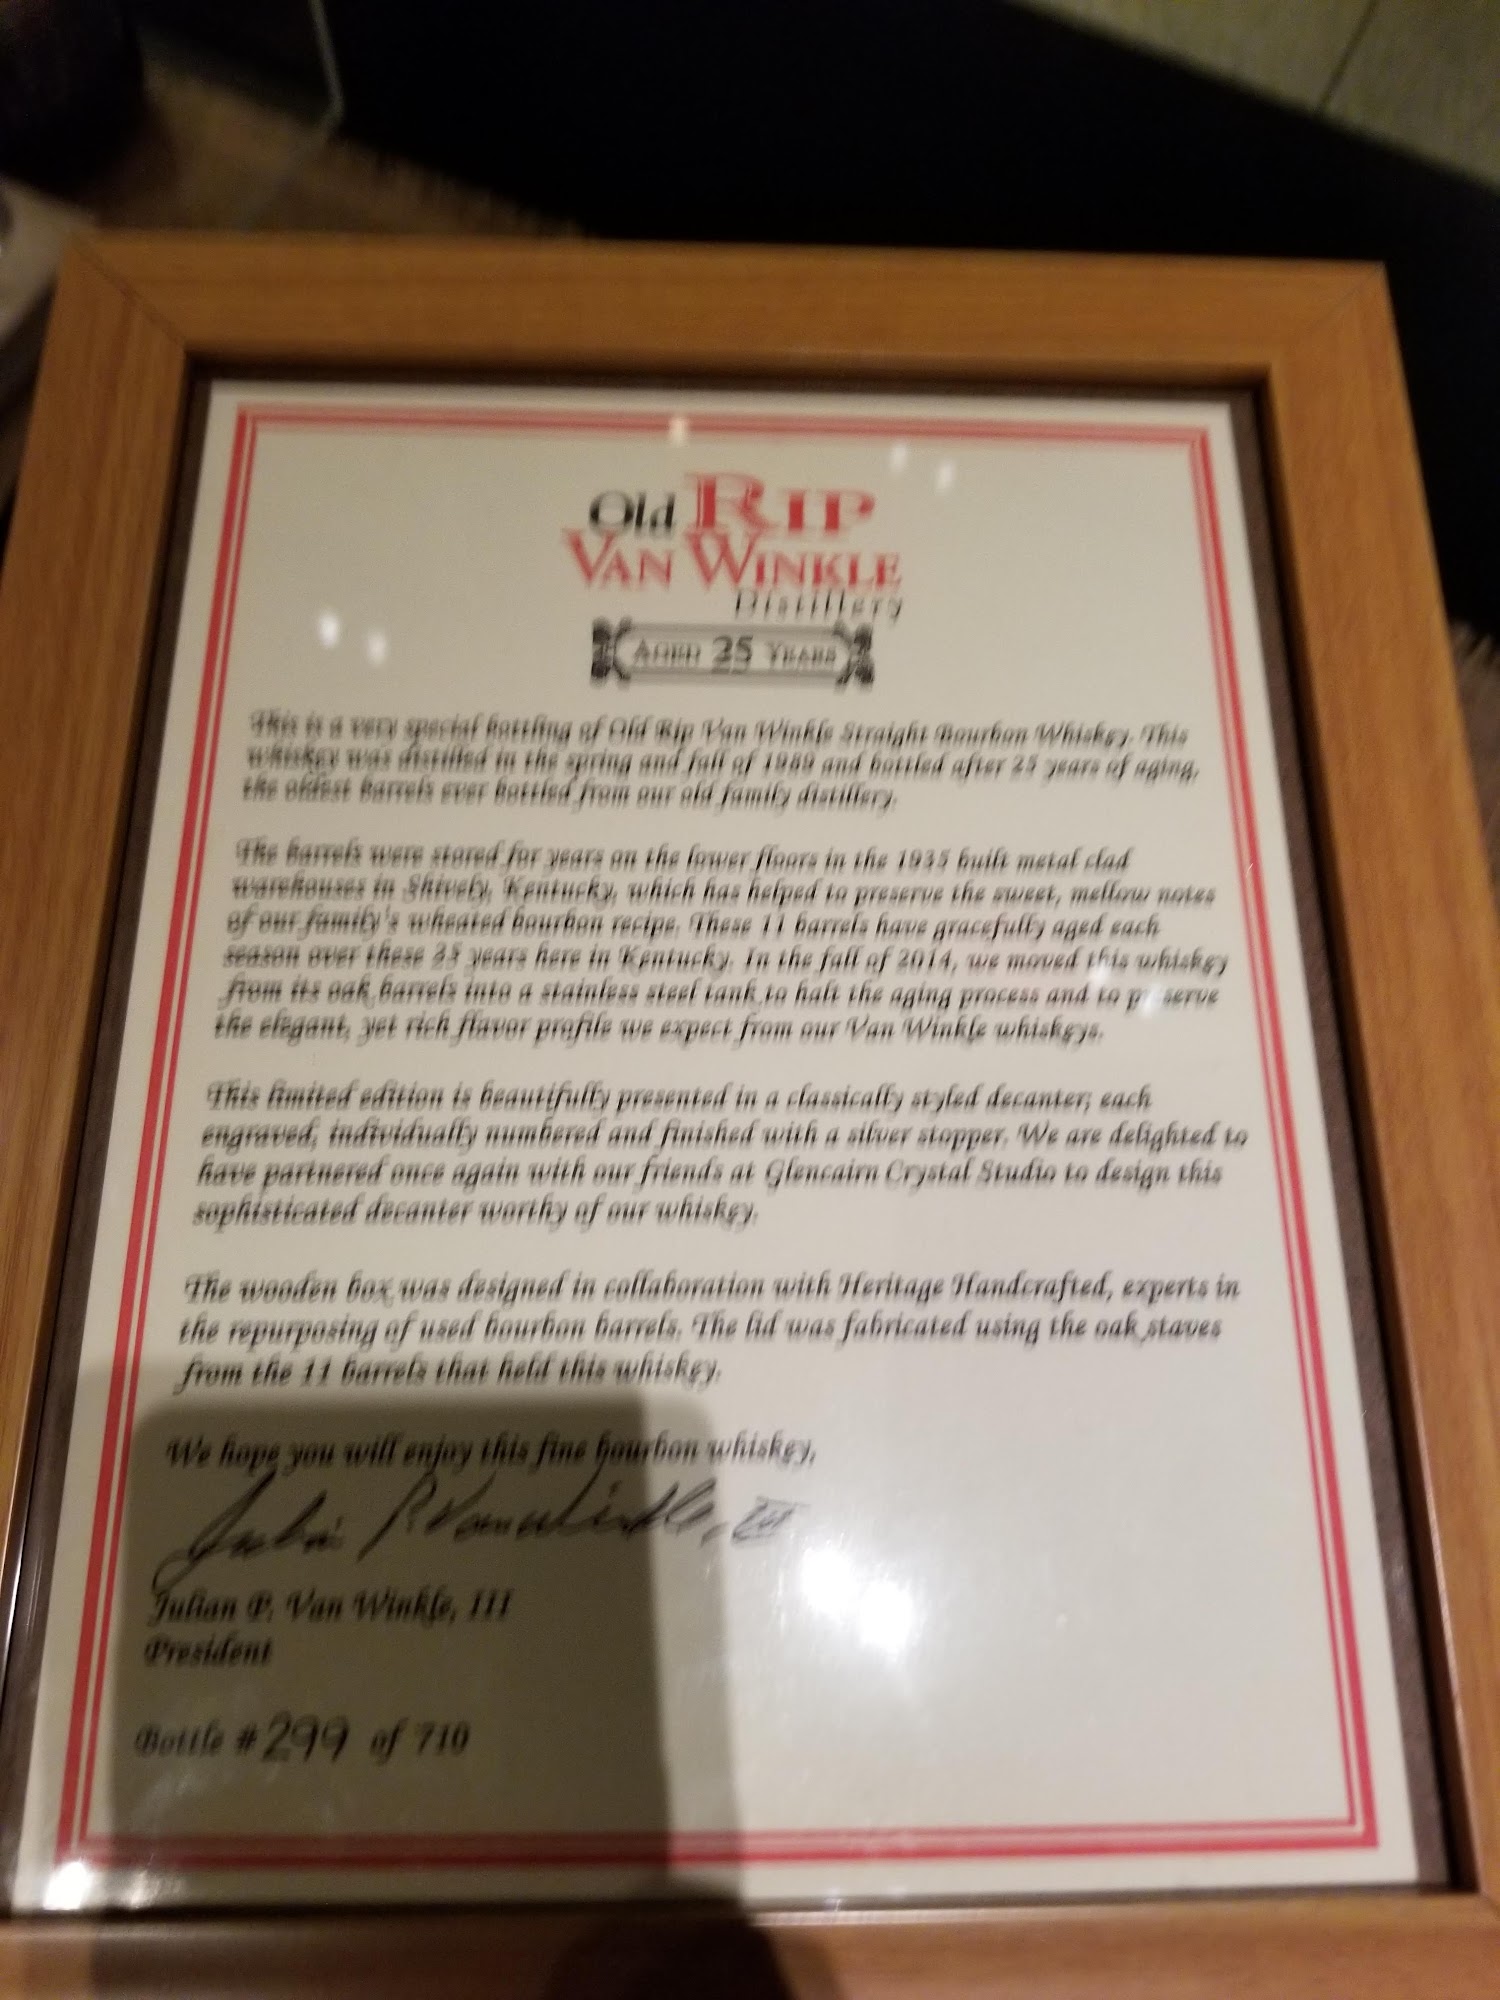 Old RIP
VAN WINKLE
Distillery
AGED 25 YEARS
This is a very special bottling of Old Rip Van Winkle Straight Bourbon Whiskey. This
whiskey was distilled in the spring and fall of 1989 and bottled after 25 years of aging,
the oldest barrels ever bottled from our old family distillery.
The barrels were stored for years on the lower floors in the 1935 built metal clad
warehouses in Shively, Kentucky, which has helped to preserve the sweet, mellow notes
of our family's wheated bourbon recipe. These 11 barrels have gracefully aged each
season over these 25 years here in Kentucky. In the fall of 2014, we moved this whiskey
from its oak barrels into a stainless steel tank to halt the aging process and to preserve
the elegant, yet rich flavor profile we expect from our Van Winkle whiskeys.
This limited edition is beautifully presented in a classically styled decanter; each
engraved, individually numbered and finished with a silver stopper. We are delighted to
have partnered once again with our friends at Glencairn Crystal Studio to design this
sophisticated decanter worthy of our whiskey.
The wooden box was designed in collaboration with Heritage Handcrafted, experts in
the repurposing of used bourbon barrels. The lid was fabricated using the oak staves
from the 11 barrels that held this whiskey.
We hope you will enjoy this fine bourbon whiskey,
Julian P. Van Winkle, III
Julian P. Van Winkle, III
President
Bottle # 299 of 710